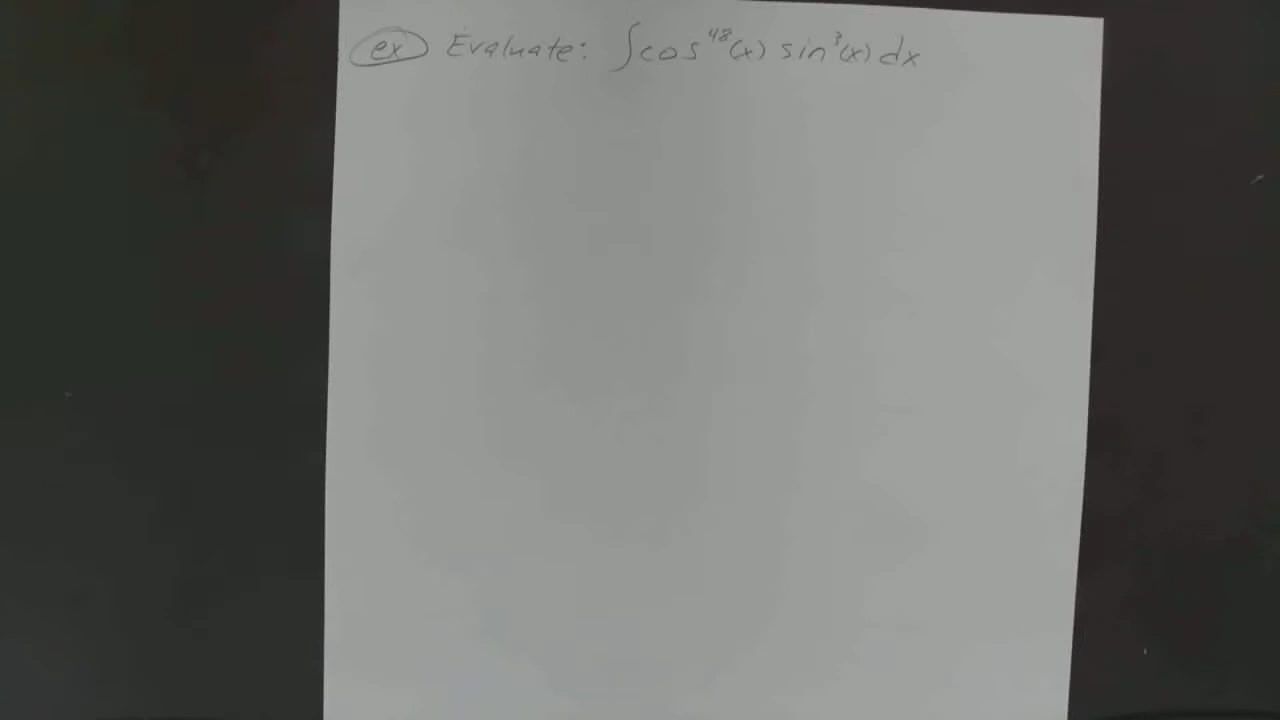 ex Evaluate: ∫cos⁴⁸(x) sin³(x) dx